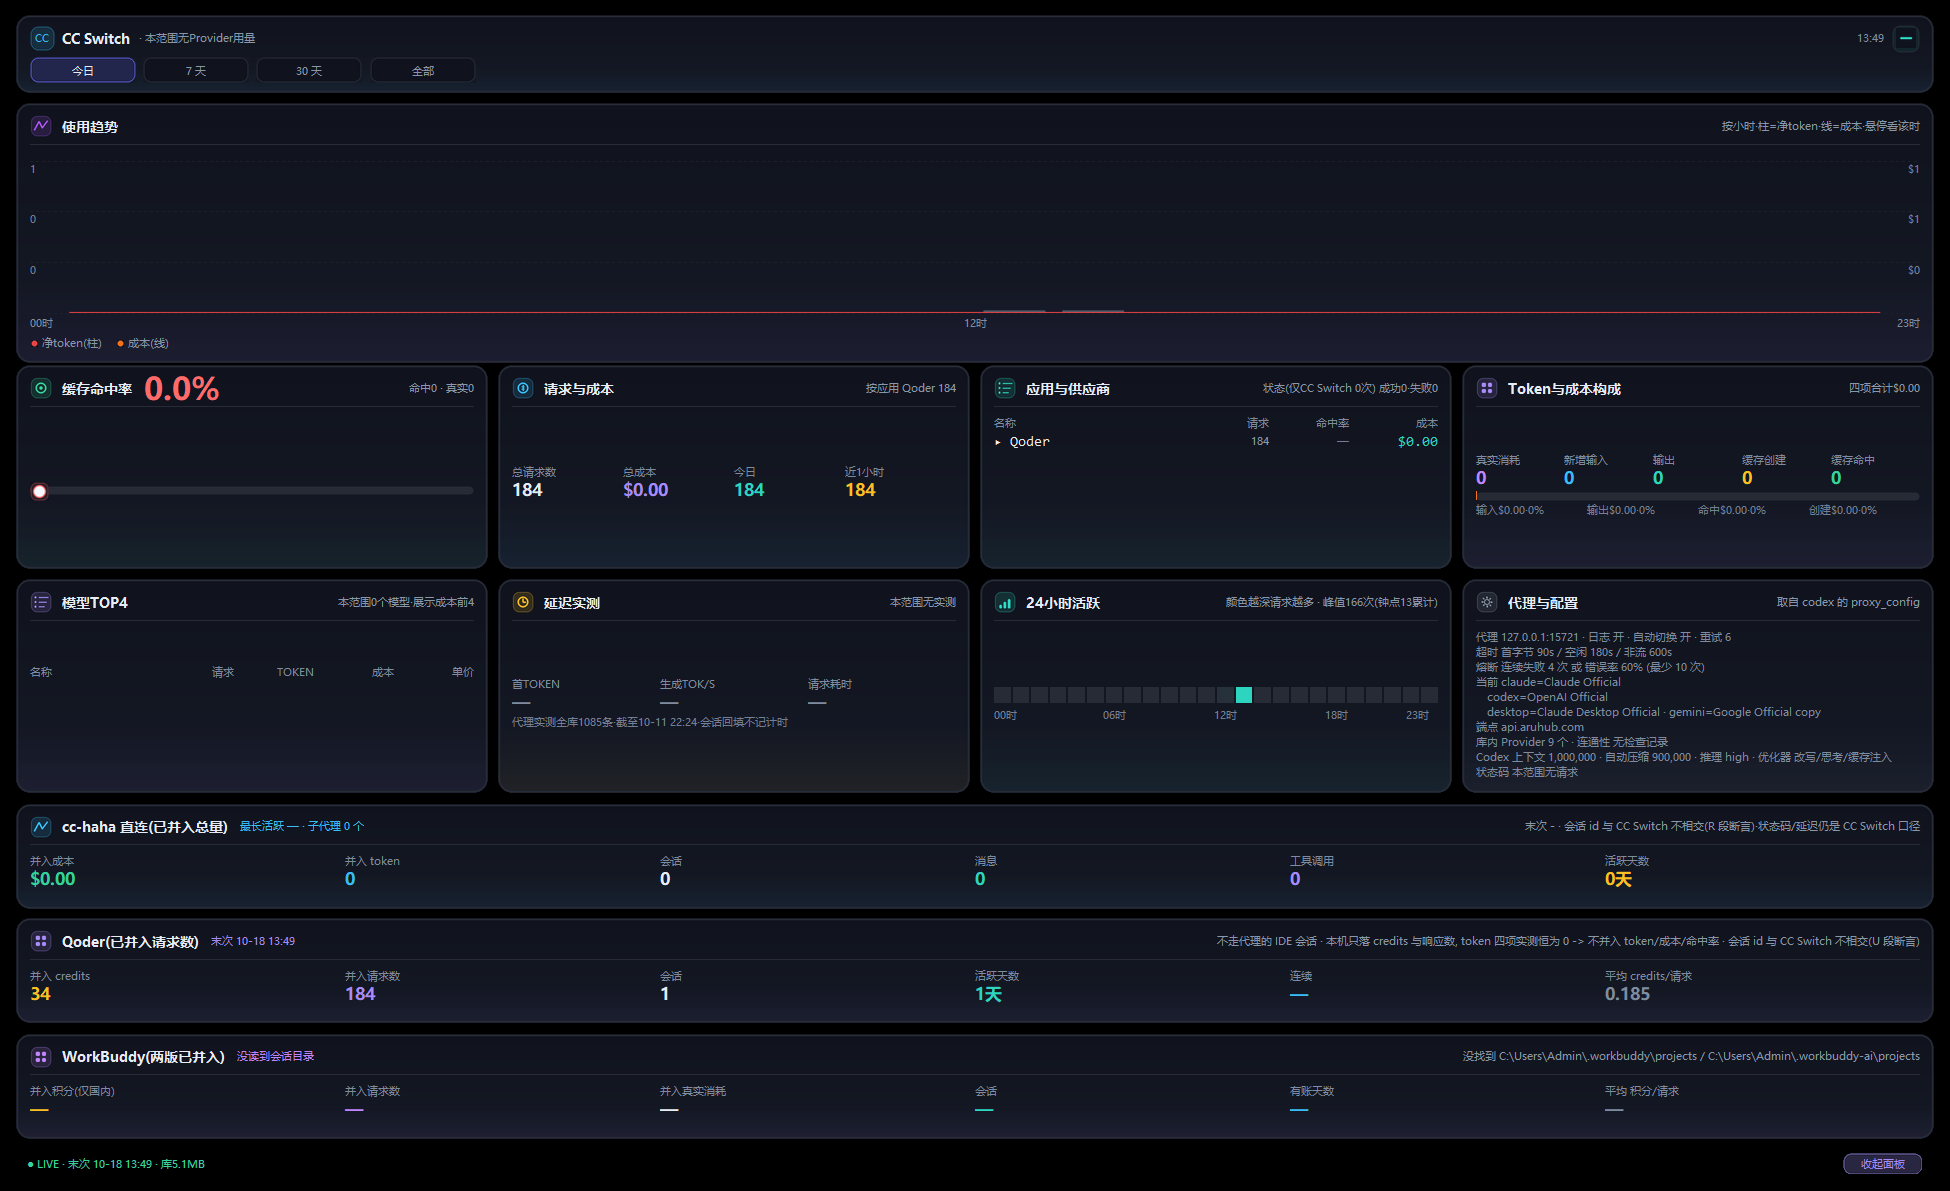 CC CC Switch · 本范围无Provider用量 13:49
今日 7 天 30 天 全部
使用趋势 按小时·柱=净token·线=成本·悬停看该时
1 $1
0 $1
0 $0
00时 12时 23时
净token(柱) 成本(线)
缓存命中率 0.0% 命中0 · 真实0
请求与成本 按应用 Qoder 184
总请求数 总成本 今日 近1小时
184 $0.00 184 184
应用与供应商 状态(仅CC Switch 0次) 成功0·失败0
名称 请求 命中率 成本
▸ Qoder 184 — $0.00
Token与成本构成 四项合计$0.00
真实消耗 新增输入 输出 缓存创建 缓存命中
0 0 0 0 0
输入$0.00·0% 输出$0.00·0% 命中$0.00·0% 创建$0.00·0%
模型TOP4 本范围0个模型·展示成本前4
名称 请求 TOKEN 成本 单价
延迟实测 本范围无实测
首TOKEN 生成TOK/S 请求耗时
— — —
代理实测全库1085条·截至10-11 22:24·会话回填不记计时
24小时活跃 颜色越深请求越多 · 峰值166次(钟点13累计)
00时 06时 12时 18时 23时
代理与配置 取自 codex 的 proxy_config
代理 127.0.0.1:15721 · 日志 开 · 自动切换 开 · 重试 6
超时 首字节 90s / 空闲 180s / 非流 600s
熔断 连续失败 4 次 或 错误率 60% (最少 10 次)
当前 claude=Claude Official
codex=OpenAI Official
desktop=Claude Desktop Official · gemini=Google Official copy
端点 api.aruhub.com
库内 Provider 9 个 · 连通性 无检查记录
Codex 上下文 1,000,000 · 自动压缩 900,000 · 推理 high · 优化器 改写/思考/缓存注入
状态码 本范围无请求
cc-haha 直连(已并入总量) 最长活跃 — · 子代理 0 个 末次 - · 会话 id 与 CC Switch 不相交(R 段断言)·状态码/延迟仍是 CC Switch 口径
并入成本 并入 token 会话 消息 工具调用 活跃天数
$0.00 0 0 0 0 0天
Qoder(已并入请求数) 末次 10-18 13:49 不走代理的 IDE 会话 · 本机只落 credits 与响应数, token 四项实测恒为 0 -> 不并入 token/成本/命中率 · 会话 id 与 CC Switch 不相交(U 段断言)
并入 credits 并入请求数 会话 活跃天数 连续 平均 credits/请求
34 184 1 1天 — 0.185
WorkBuddy(两版已并入) 没读到会话目录 没找到 C:\Users\Admin\.workbuddy\projects / C:\Users\Admin\.workbuddy-ai\projects
并入积分(仅国内) 并入请求数 并入真实消耗 会话 有账天数 平均 积分/请求
— — — — — —
LIVE · 末次 10-18 13:49 · 库5.1MB 收起面板